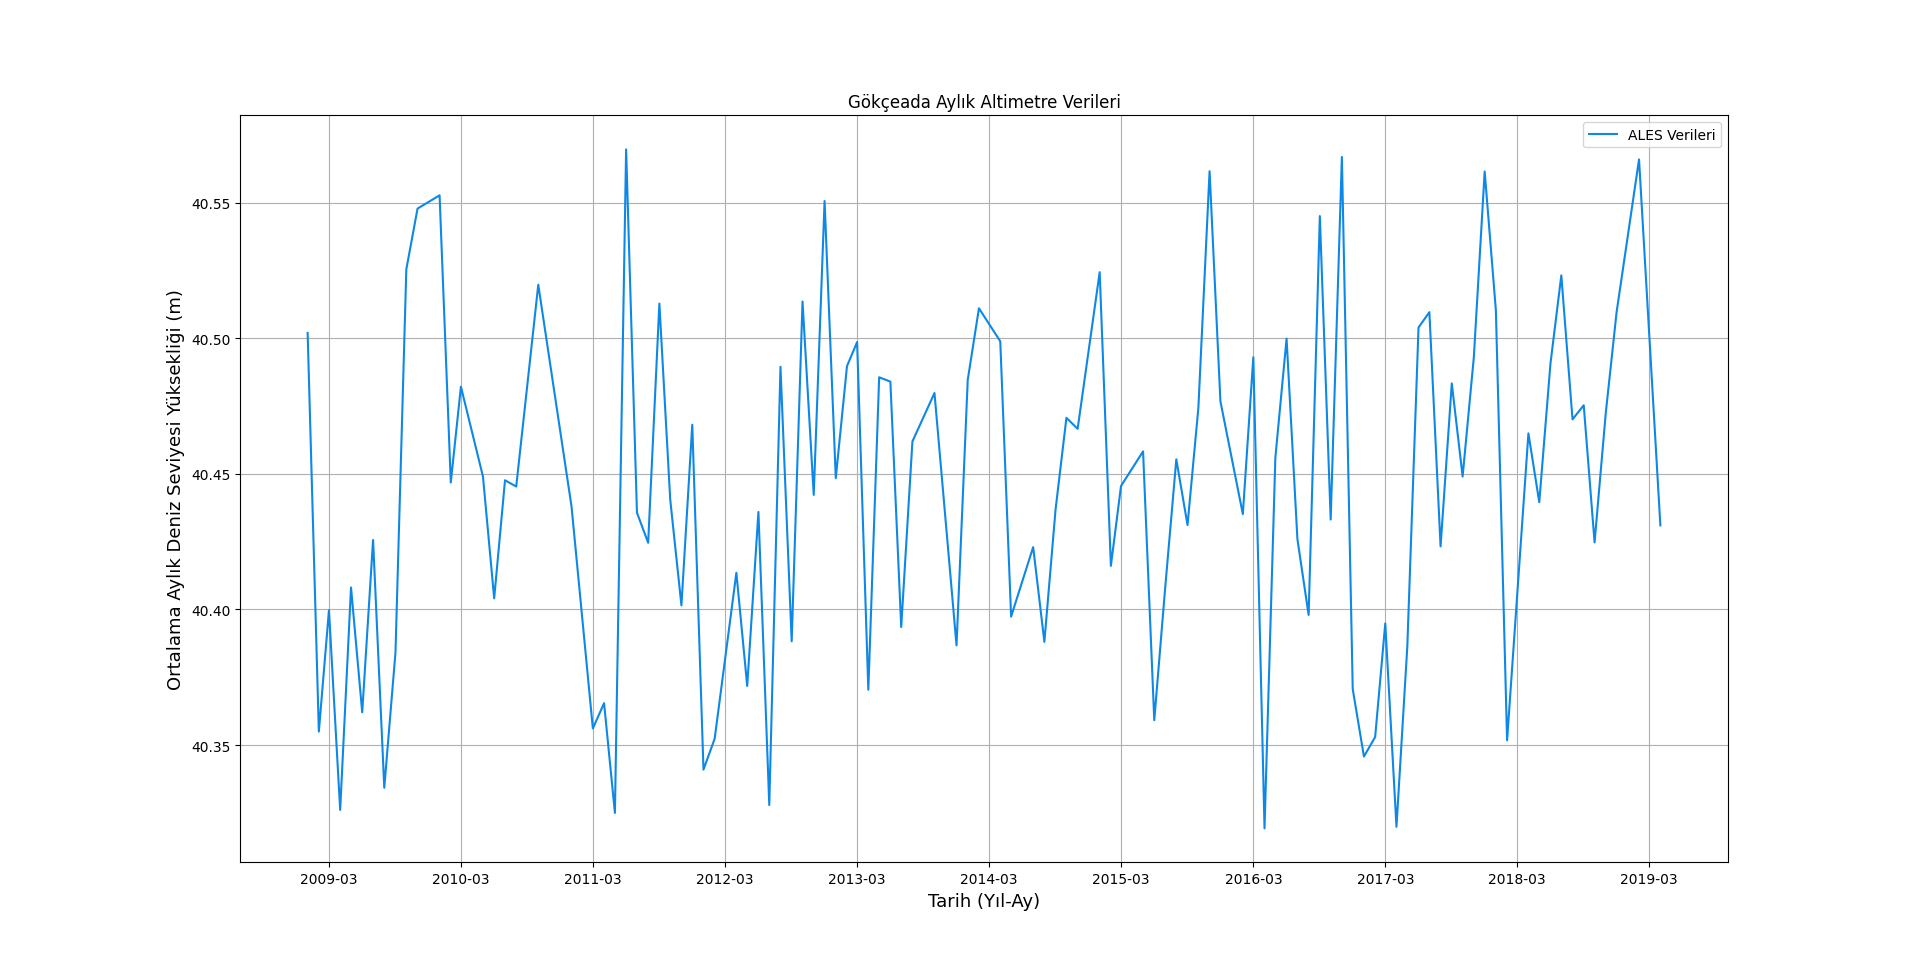 Gökçeada Aylık Altimetre Verileri
ALES Verileri
Ortalama Aylık Deniz Seviyesi Yüksekliği (m)
40.55
40.50
40.45
40.40
40.35
2009-03 2010-03 2011-03 2012-03 2013-03 2014-03 2015-03 2016-03 2017-03 2018-03 2019-03
Tarih (Yıl-Ay)